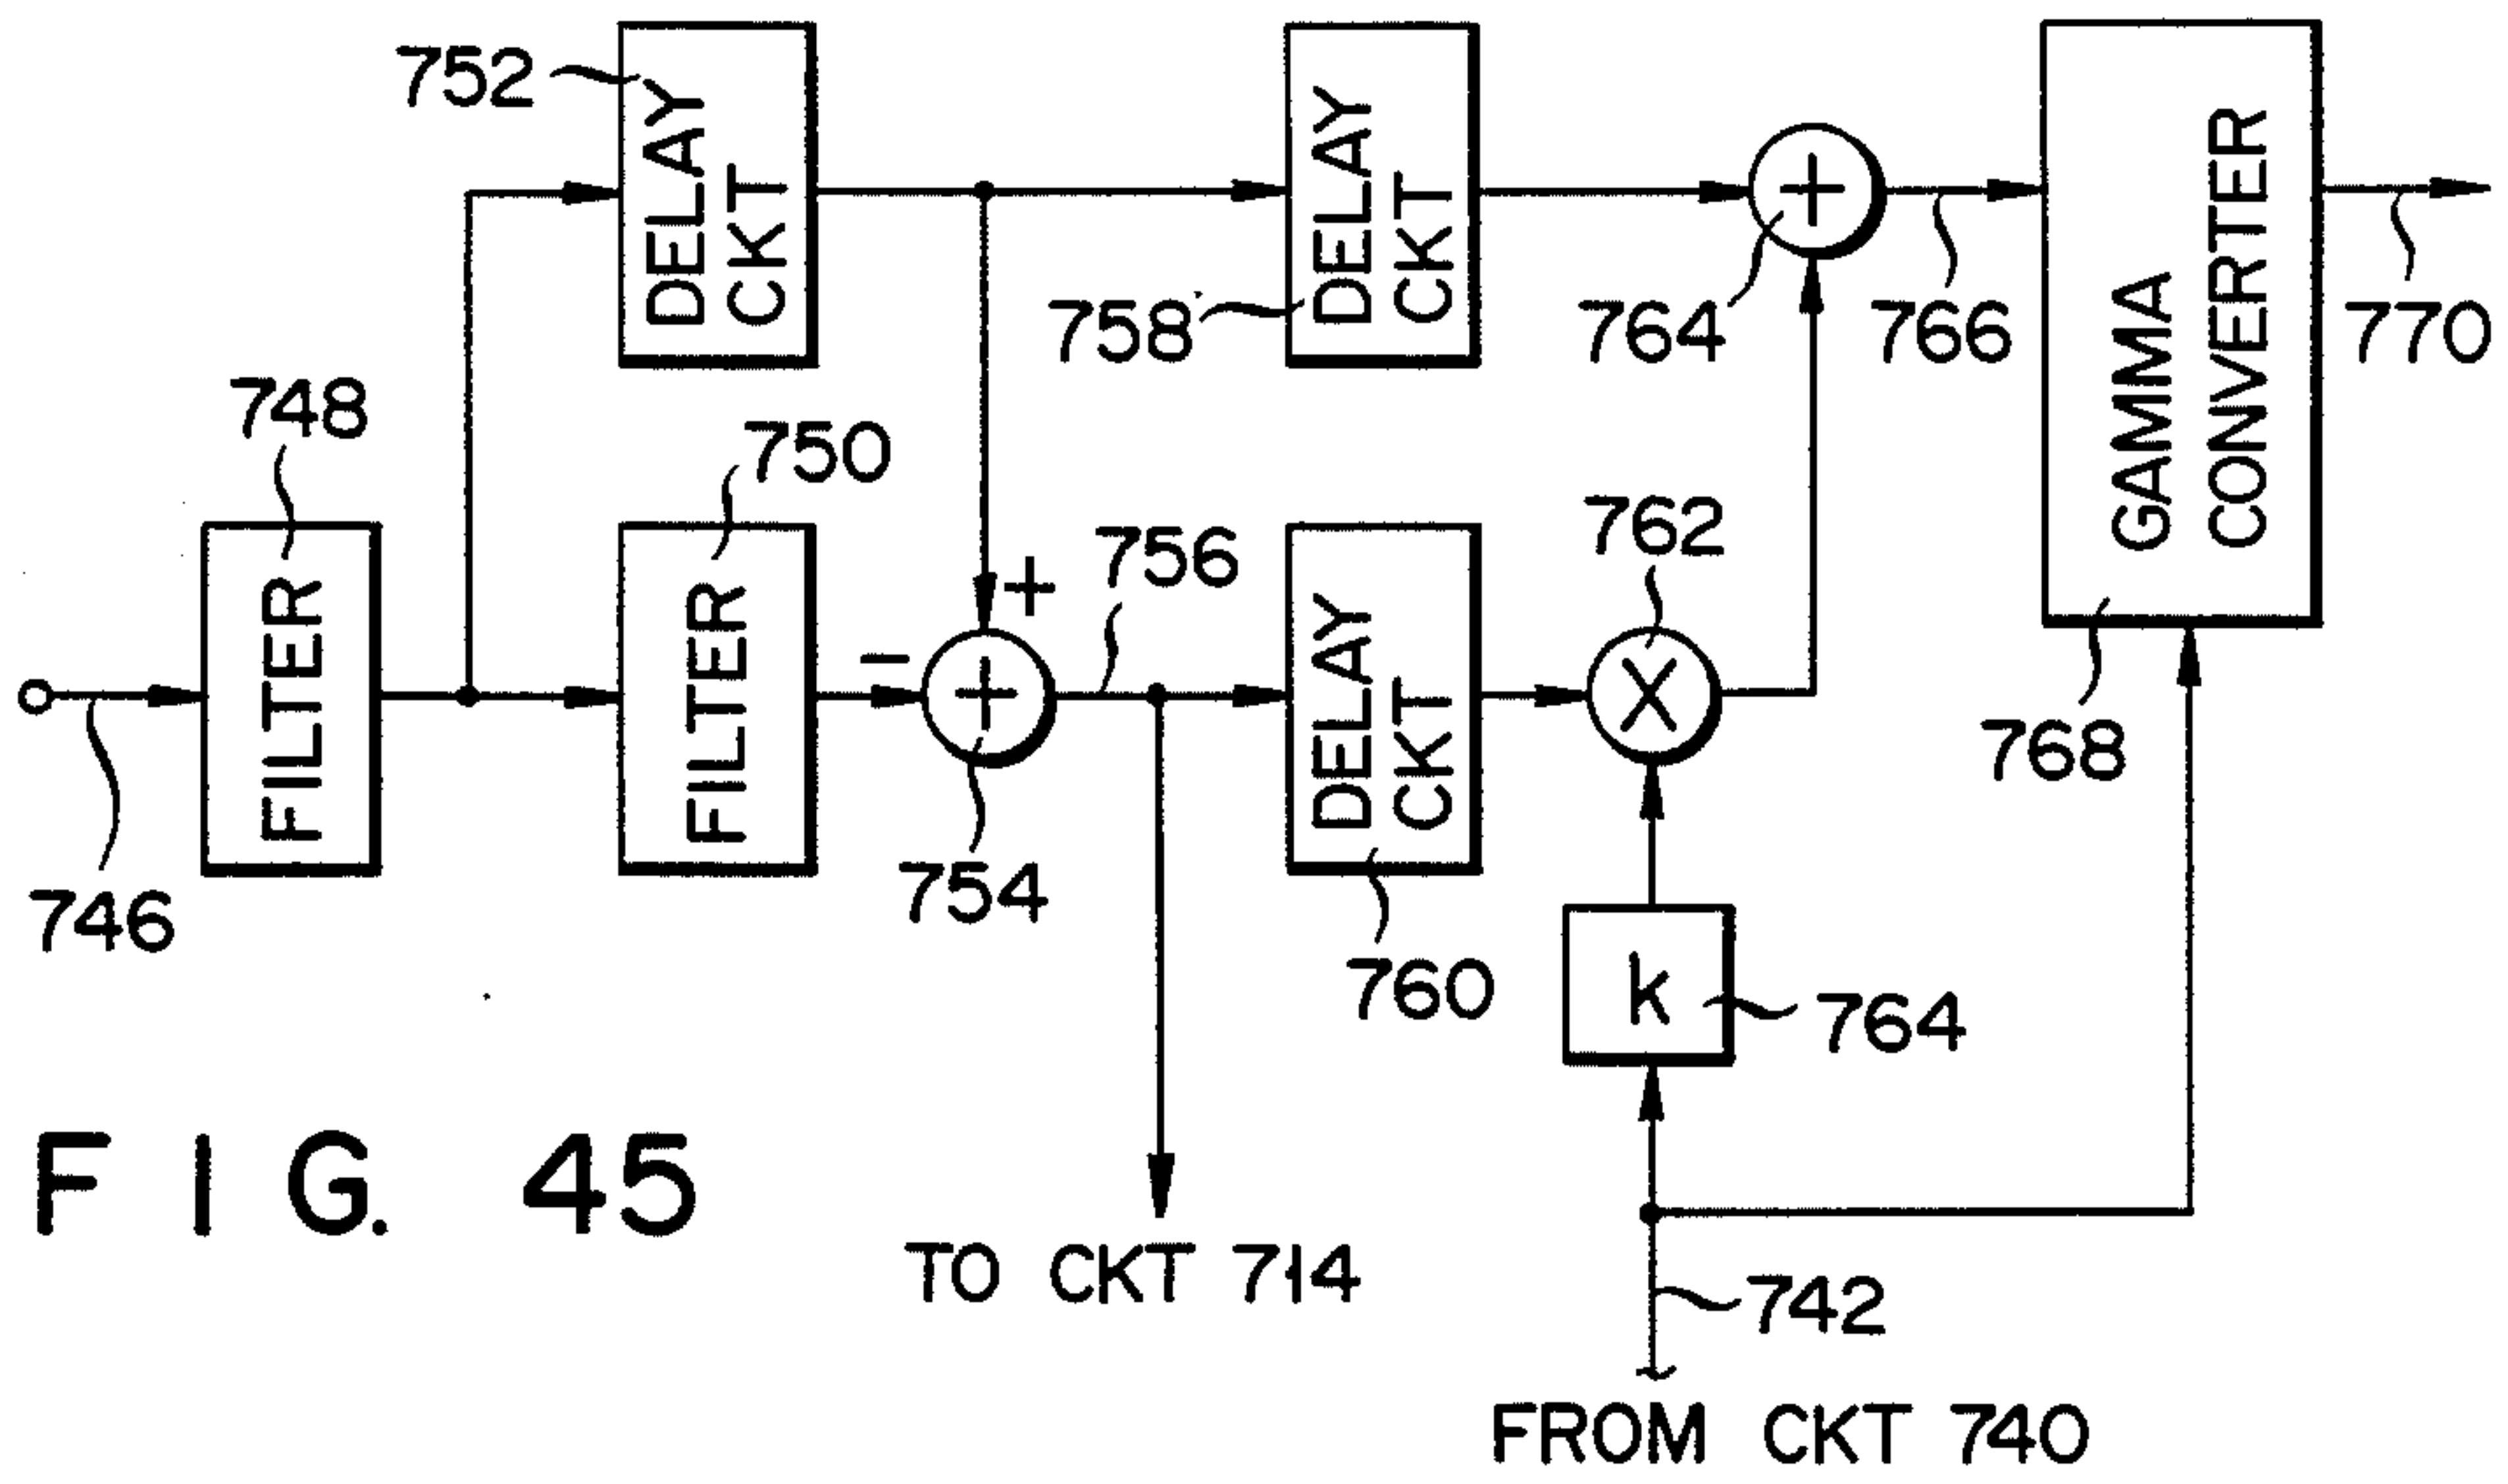 752
DELAY
CKT
758
DELAY
CKT
764
766
GAMMA
CONVERTER
770
748
FILTER
750
FILTER
+
-
+
756
DELAY
CKT
762
X
+
768
746
754
760
k
764
TO CKT 714
742
FROM CKT 740
FIG. 45